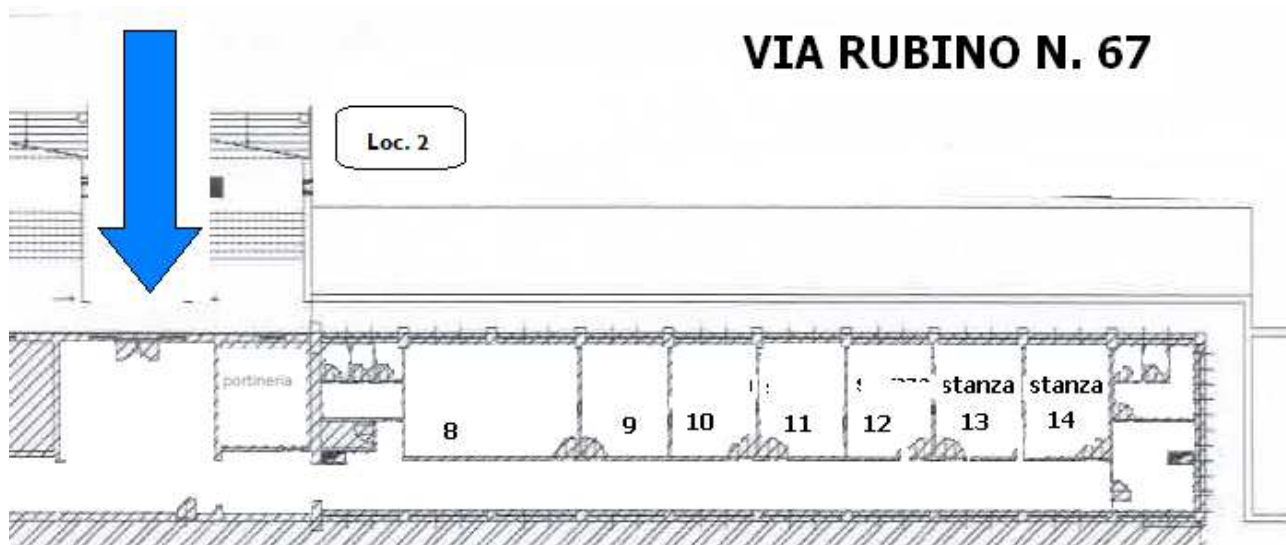 VIA RUBINO N. 67
Loc. 2
portineria
stanza stanza
8 9 10 11 12 13 14